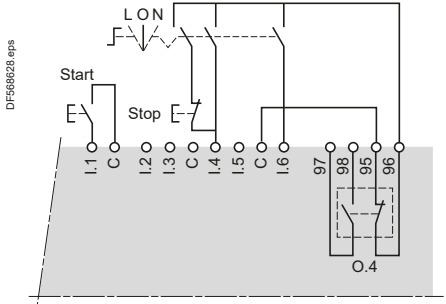 L O N
DF568628.eps
Start
Stop
I.1 C I.2 I.3 C I.4 I.5 C I.6 97 98 95 96
O.4